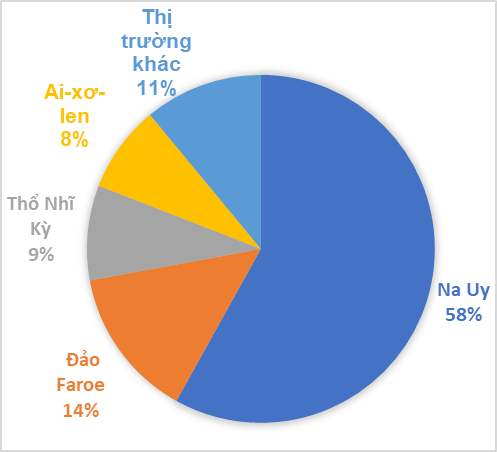 Thị
trường
khác
11%
Ai-xơ-
len
8%
Thổ Nhĩ
Kỳ
9%
Na Uy
58%
Đảo
Faroe
14%